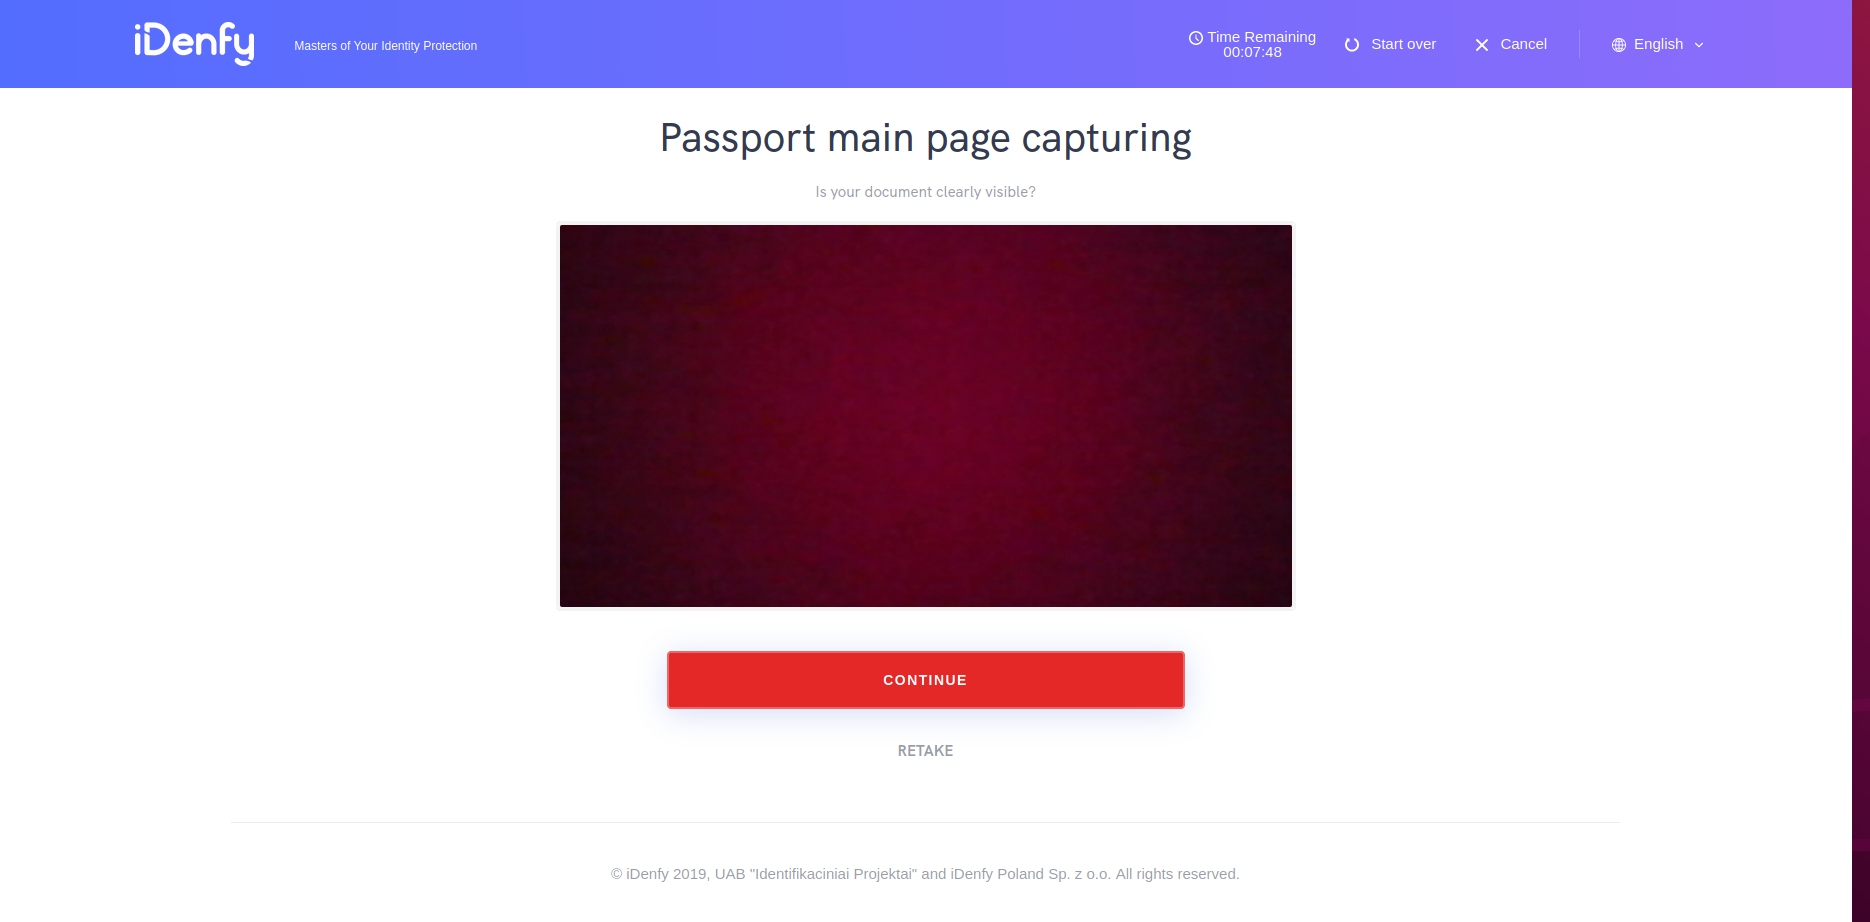 iDenfy
Masters of Your Identity Protection
Time Remaining
00:07:48
Start over
Cancel
English
Passport main page capturing
Is your document clearly visible?
CONTINUE
RETAKE
© iDenfy 2019, UAB "Identifikaciniai Projektai" and iDenfy Poland Sp. z o.o. All rights reserved.